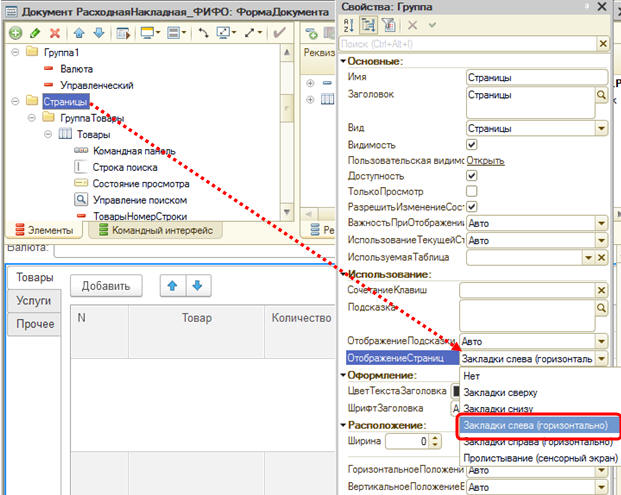 Документ РасходнаяНакладная_ФИФО: ФормаДокумента
Группа1
Валюта
Управленческий
Страницы
ГруппаТовары
Товары
Командная панель
Строка поиска
Состояние просмотра
Управление поиском
ТоварыНомерСтроки
Элементы
Командный интерфейс
Реквиз
Ре
Валюта:
Товары
Услуги
Прочее
Добавить
N
Товар
Количество
Свойства: Группа
Поиск (Ctrl+Alt+I)
Основные:
Имя
Страницы
Заголовок
Страницы
Вид
Страницы
Видимость
Пользовательская видимо
Открыть
Доступность
ТолькоПросмотр
РазрешитьИзменениеСос
ВажностьПриОтображени
Авто
ИспользованиеТекущейСт
Авто
ИспользуемаяТаблица
Использование:
СочетаниеКлавиш
Подсказка
ОтображениеПодсказки
Авто
ОтображениеСтраниц
Закладки слева (горизонталь
Нет
Закладки сверху
Закладки снизу
Закладки слева (горизонтально)
Закладки справа (горизонтально)
Пролистывание (сенсорный экран)
Оформление:
ЦветТекстаЗаголовка
ШрифтЗаголовка
Расположение:
Ширина
0
ГоризонтальноеПоложени
Авто
ВертикальноеПоложениеЕ
Авто